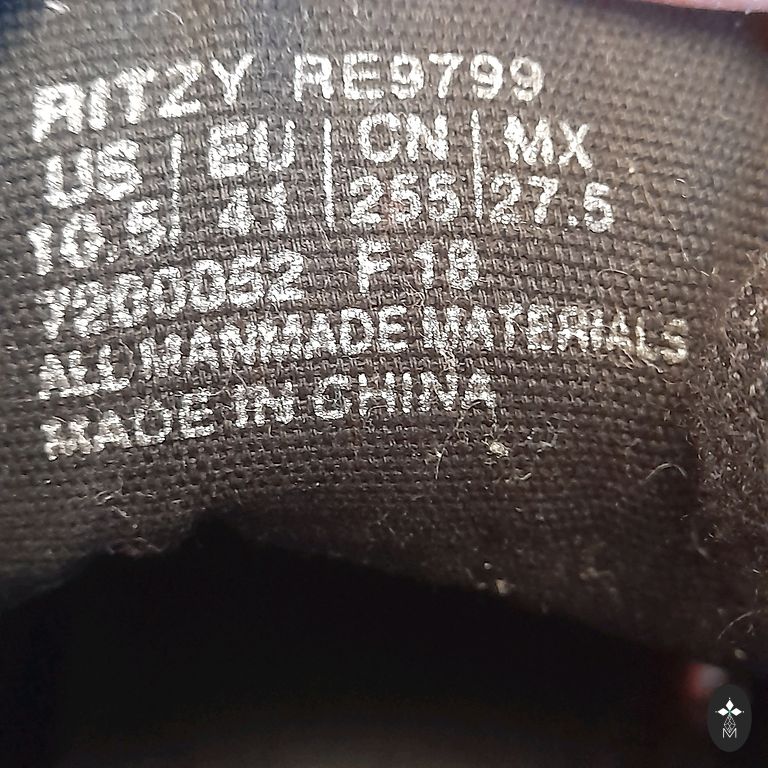 RITZY RE9799
US | EU | CN | MX
10.5 | 41 | 255 | 27.5
7260052 F 18
ALL MANMADE MATERIALS
MADE IN CHINA
M